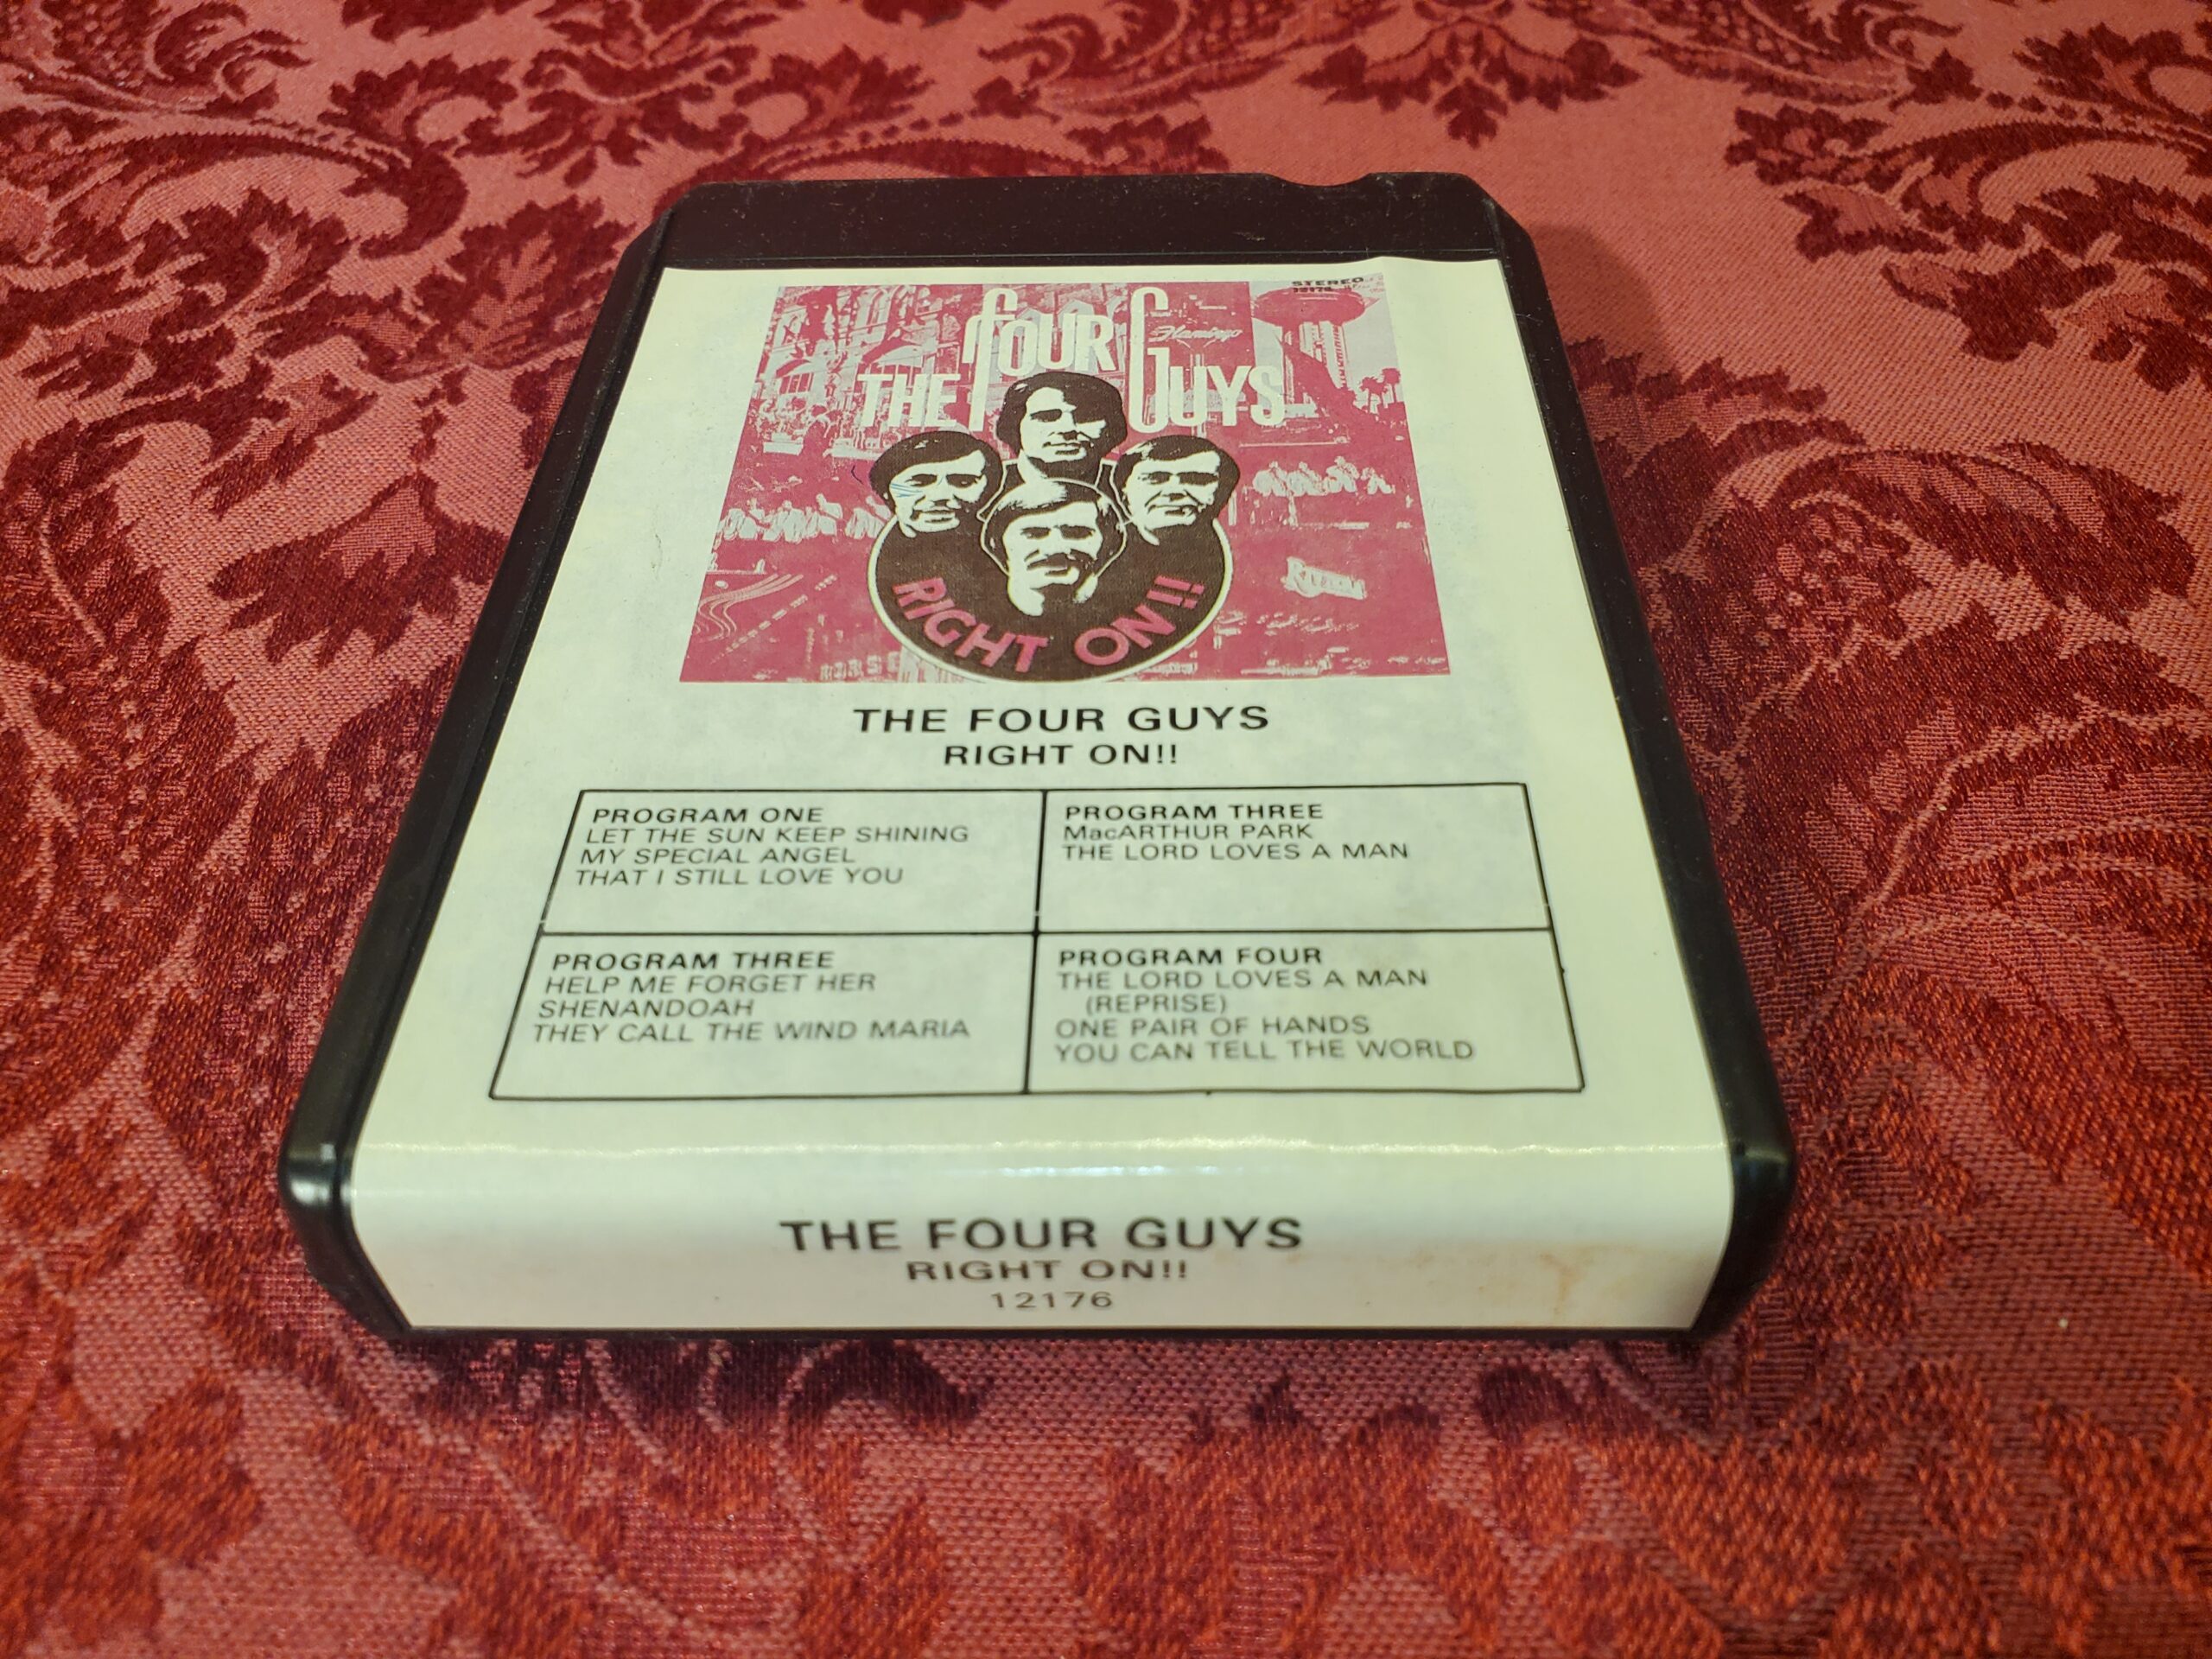 STEREO
12176
THE FOUR GUYS
Flamingo
RIGHT ON!!
THE FOUR GUYS
RIGHT ON!!
PROGRAM ONE
LET THE SUN KEEP SHINING
MY SPECIAL ANGEL
THAT I STILL LOVE YOU
PROGRAM THREE
MacARTHUR PARK
THE LORD LOVES A MAN
PROGRAM THREE
HELP ME FORGET HER
SHENANDOAH
THEY CALL THE WIND MARIA
PROGRAM FOUR
THE LORD LOVES A MAN
(REPRISE)
ONE PAIR OF HANDS
YOU CAN TELL THE WORLD
THE FOUR GUYS
RIGHT ON!!
12176